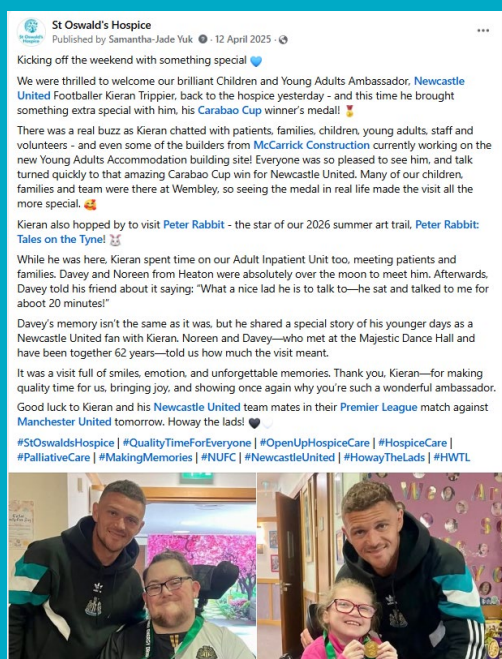 St Oswald's Hospice
Published by Samantha-Jade Yuk · 12 April 2025 ·
Kicking off the weekend with something special
We were thrilled to welcome our brilliant Children and Young Adults Ambassador, Newcastle
United Footballer Kieran Trippier, back to the hospice yesterday - and this time he brought
something extra special with him, his Carabao Cup winner's medal!
There was a real buzz as Kieran chatted with patients, families, children, young adults, staff and
volunteers - and even some of the builders from McCarrick Construction currently working on the
new Young Adults Accommodation building site! Everyone was so pleased to see him, and talk
turned quickly to that amazing Carabao Cup win for Newcastle United. Many of our children,
families and team were there at Wembley, so seeing the medal in real life made the visit all the
more special.
Kieran also hopped by to visit Peter Rabbit - the star of our 2026 summer art trail, Peter Rabbit:
Tales on the Tyne!
While he was here, Kieran spent time on our Adult Inpatient Unit too, meeting patients and
families. Davey and Noreen from Heaton were absolutely over the moon to meet him. Afterwards,
Davey told his friend about it saying: "What a nice lad he is to talk to—he sat and talked to me for
aboot 20 minutes!"
Davey's memory isn't the same as it was, but he shared a special story of his younger days as a
Newcastle United fan with Kieran. Noreen and Davey—who met at the Majestic Dance Hall and
have been together 62 years—told us how much the visit meant.
It was a visit full of smiles, emotion, and unforgettable memories. Thank you, Kieran—for making
quality time for us, bringing joy, and showing once again why you're such a wonderful ambassador.
Good luck to Kieran and his Newcastle United team mates in their Premier League match against
Manchester United tomorrow. Howay the lads!
#StOswaldsHospice | #QualityTimeForEveryone | #OpenUpHospiceCare | #HospiceCare |
#PalliativeCare | #MakingMemories | #NUFC | #NewcastleUnited | #HowayTheLads | #HWTL